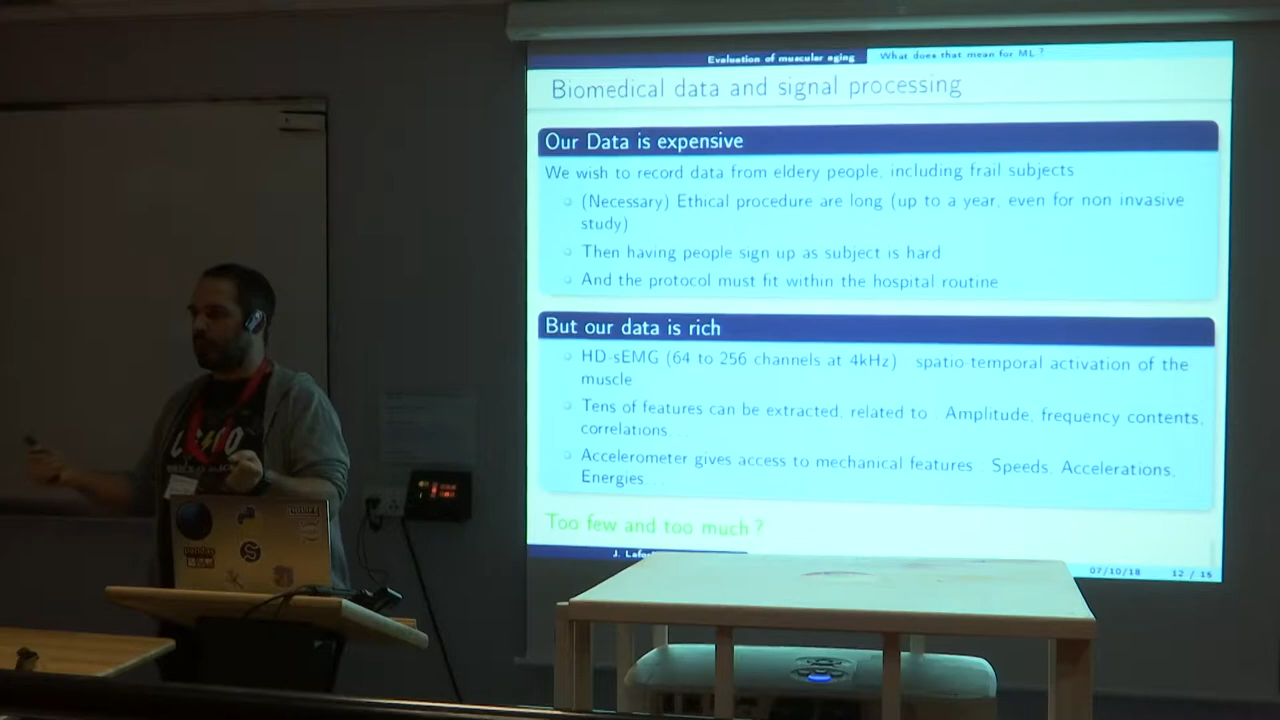 Evaluation of muscular aging
What does that mean for ML ?
Biomedical data and signal processing
Our Data is expensive
We wish to record data from eldery people, including frail subjects
(Necessary) Ethical procedure are long (up to a year, even for non invasive
study)
Then having people sign up as subject is hard
And the protocol must fit within the hospital routine
But our data is rich
HD-sEMG (64 to 256 channels at 4kHz) spatio-temporal activation of the
muscle
Tens of features can be extracted, related to Amplitude, frequency contents,
correlations...
Accelerometer gives access to mechanical features Speeds, Accelerations,
Energies...
Too few and too much ?
J.
07/10/18
12 / 15
pandas